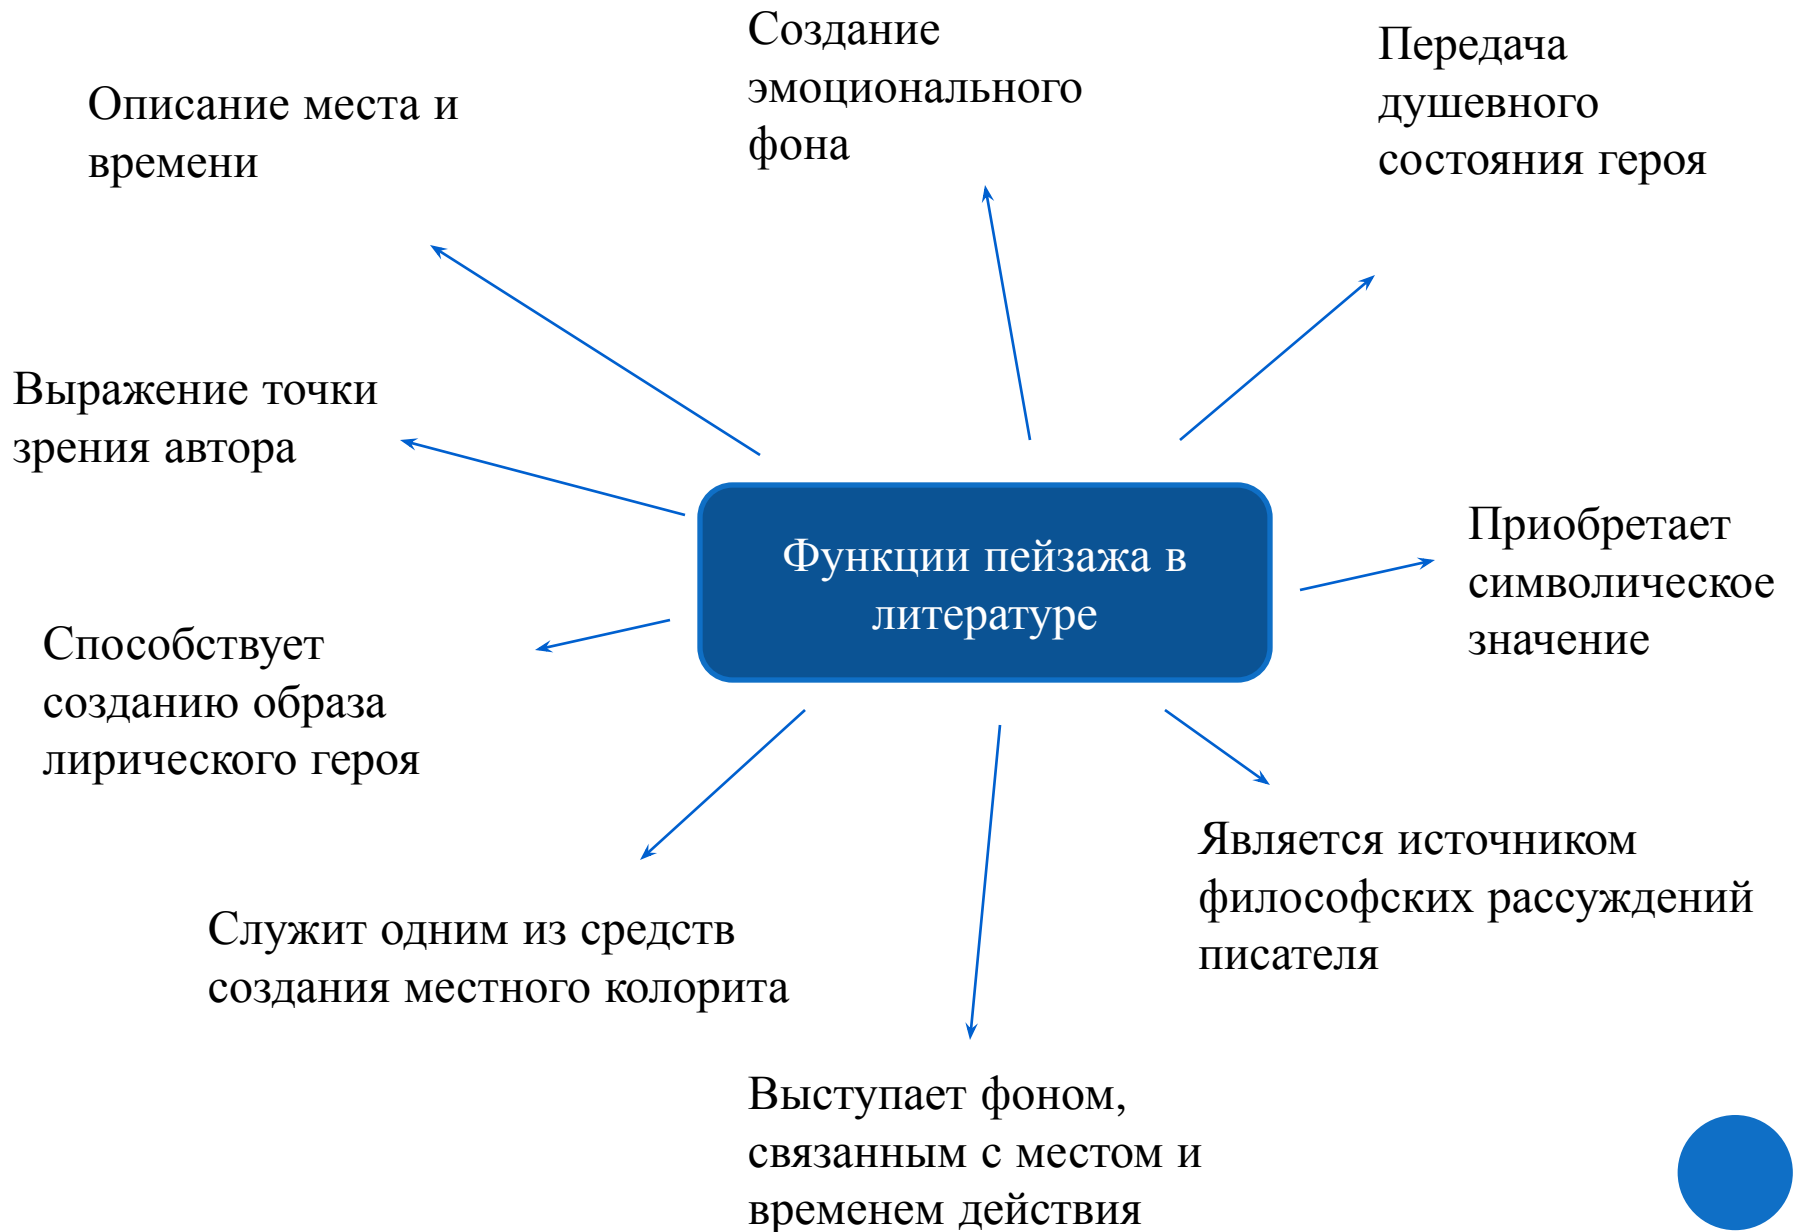 Создание
эмоционального
фона
Передача
душевного
состояния героя
Описание места и
времени
Выражение точки
зрения автора
Функции пейзажа в
литературе
Приобретает
символическое
значение
Способствует
созданию образа
лирического героя
Является источником
философских рассуждений
писателя
Служит одним из средств
создания местного колорита
Выступает фоном,
связанным с местом и
временем действия